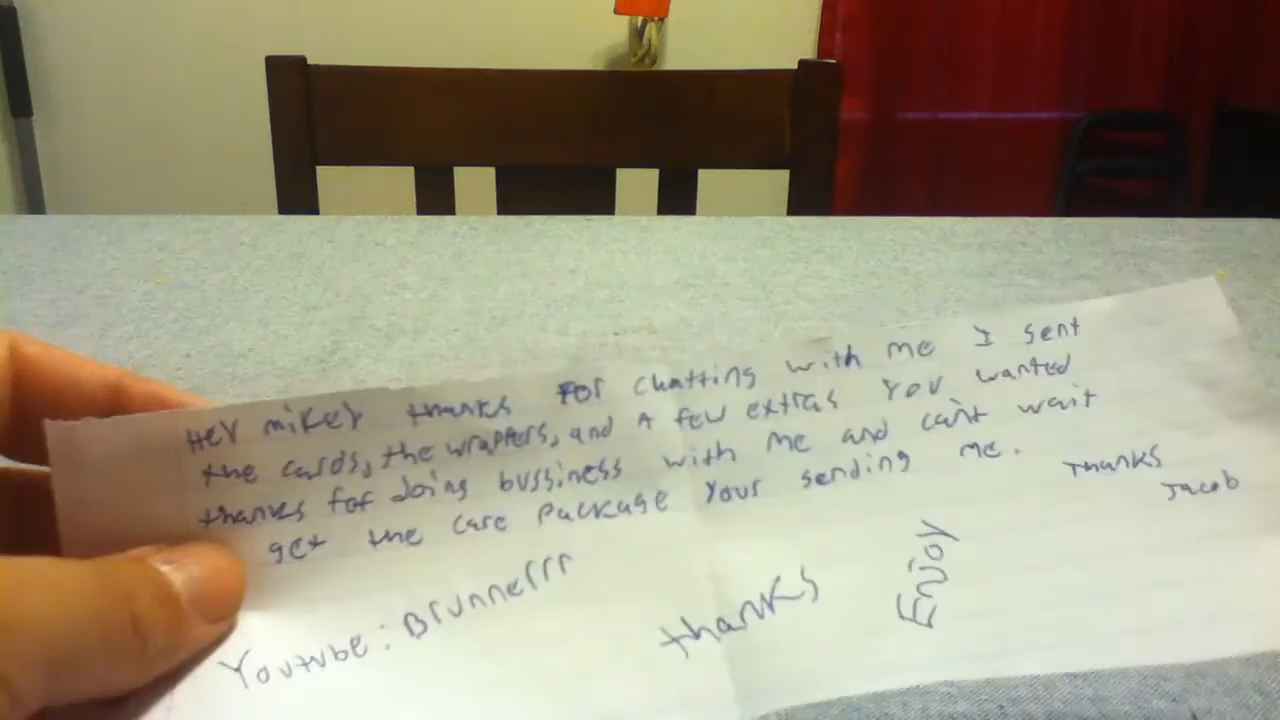 HeY mikeY thanks For chatting with me I sent
the cards, the wrappers, and A few extras You wanted
thanks for doing bussiness with me and can't wait
get the care package Your sending me.
Thanks
Jacob
Youtube: Brunnerrr
thanks
Enjoy